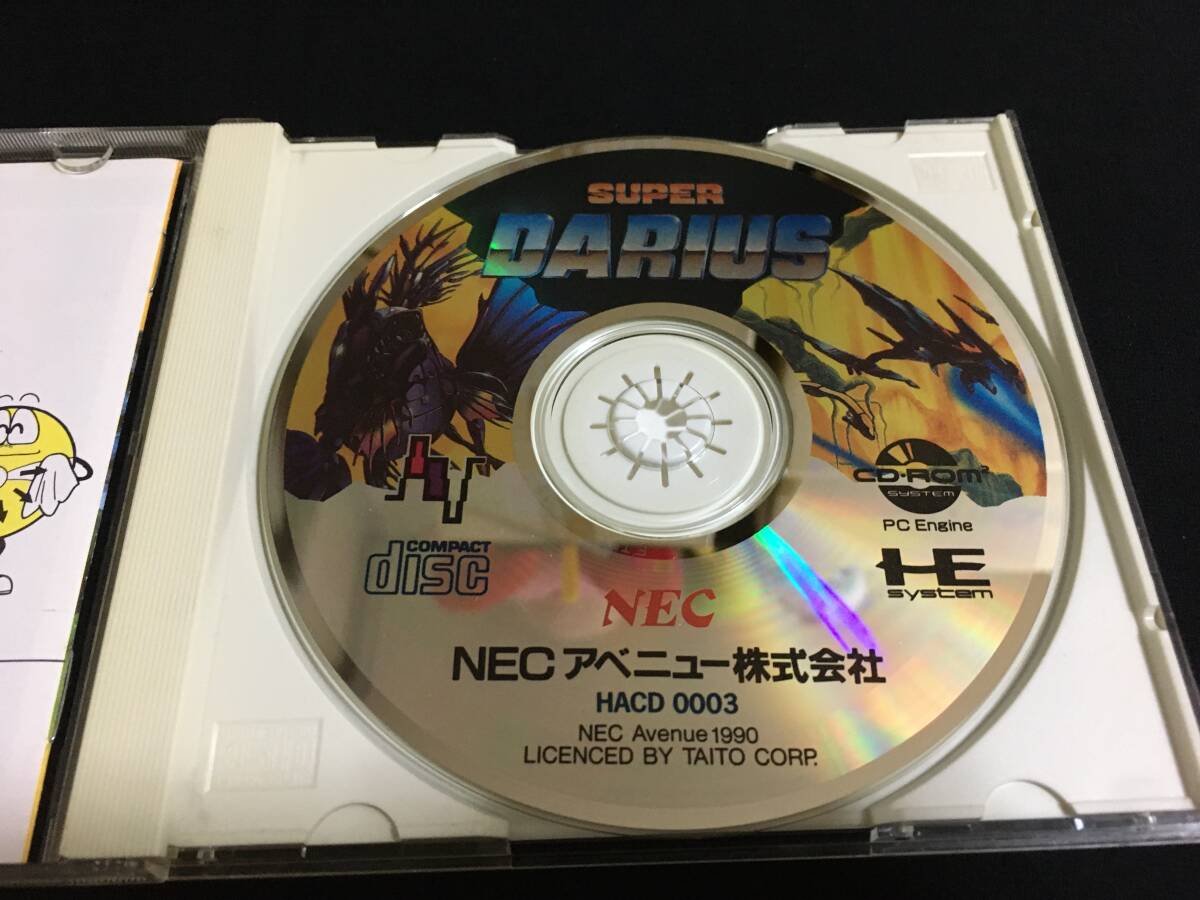 SUPER
DARIUS
CD-ROM²
SYSTEM
PC Engine
COMPACT
disc
HE
system
NEC
NECアベニュー株式会社
HACD 0003
NEC Avenue 1990
LICENCED BY TAITO CORP.